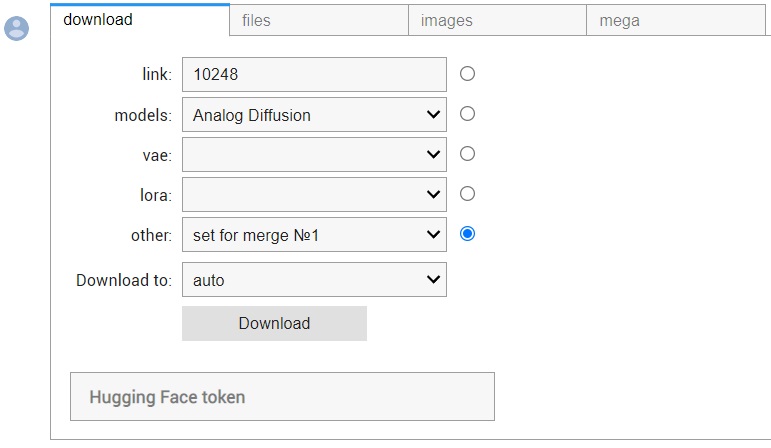 download files images mega
link: 10248
models: Analog Diffusion
vae:
lora:
other: set for merge №1
Download to: auto
Download
Hugging Face token